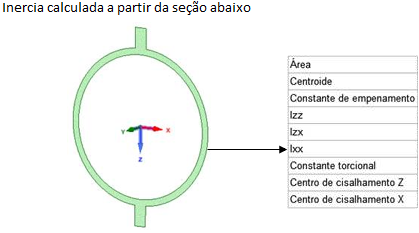 Inercia calculada a partir da seção abaixo
Área
Centroide
Constante de empenamento
Izz
Izx
Ixx
Constante torcional
Centro de cisalhamento Z
Centro de cisalhamento X
Y
X
Z